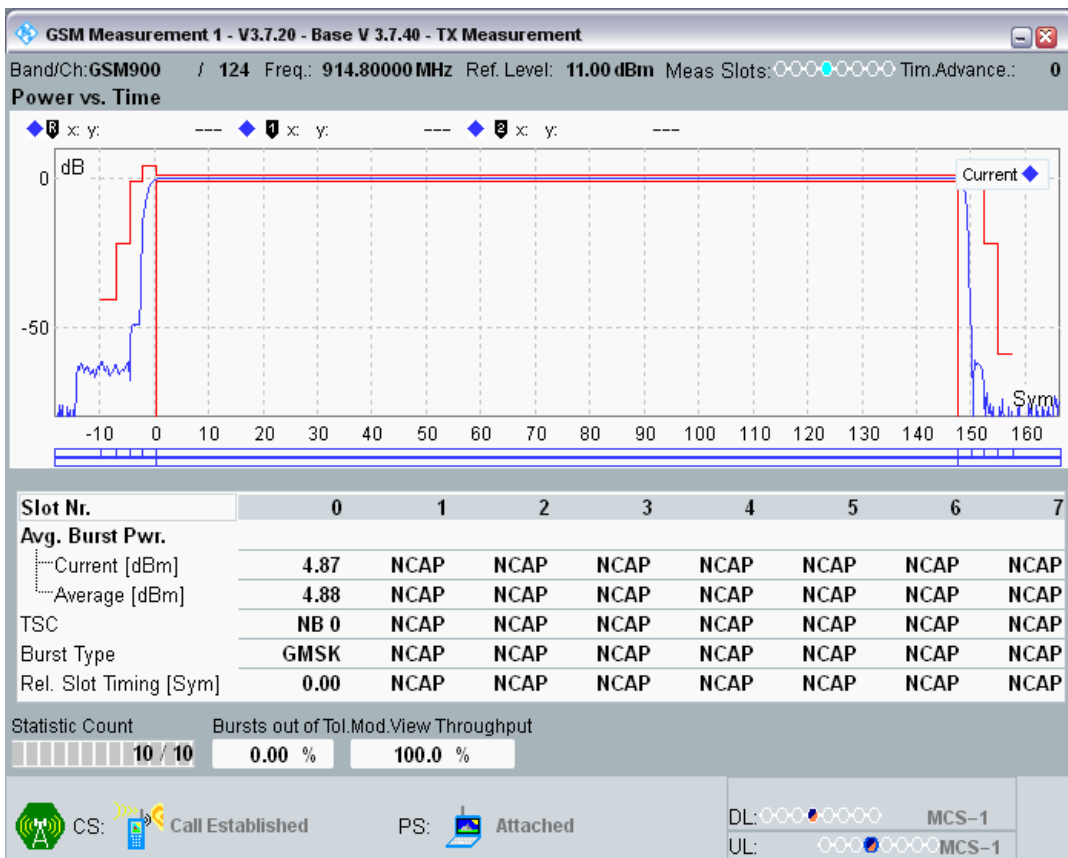 GSM Measurement 1 - V3.7.20 - Base V 3.7.40 - TX Measurement
Band/Ch:GSM900 / 124 Freq.: 914.80000 MHz Ref. Level: 11.00 dBm Meas Slots: Tim.Advance.: 0
Power vs. Time
R x: y: --- 1 x: y: --- 2 x: y: ---
dB
Current
0
-50
Sym
-10 0 10 20 30 40 50 60 70 80 90 100 110 120 130 140 150 160
Slot Nr. 0 1 2 3 4 5 6 7
Avg. Burst Pwr.
Current [dBm] 4.87 NCAP NCAP NCAP NCAP NCAP NCAP NCAP
Average [dBm] 4.88 NCAP NCAP NCAP NCAP NCAP NCAP NCAP
TSC NB 0 NCAP NCAP NCAP NCAP NCAP NCAP NCAP
Burst Type GMSK NCAP NCAP NCAP NCAP NCAP NCAP NCAP
Rel. Slot Timing [Sym] 0.00 NCAP NCAP NCAP NCAP NCAP NCAP NCAP
Statistic Count Bursts out of Tol. Mod.View Throughput
10 / 10 0.00 % 100.0 %
CS: Call Established PS: Attached
DL: MCS-1
UL: MCS-1